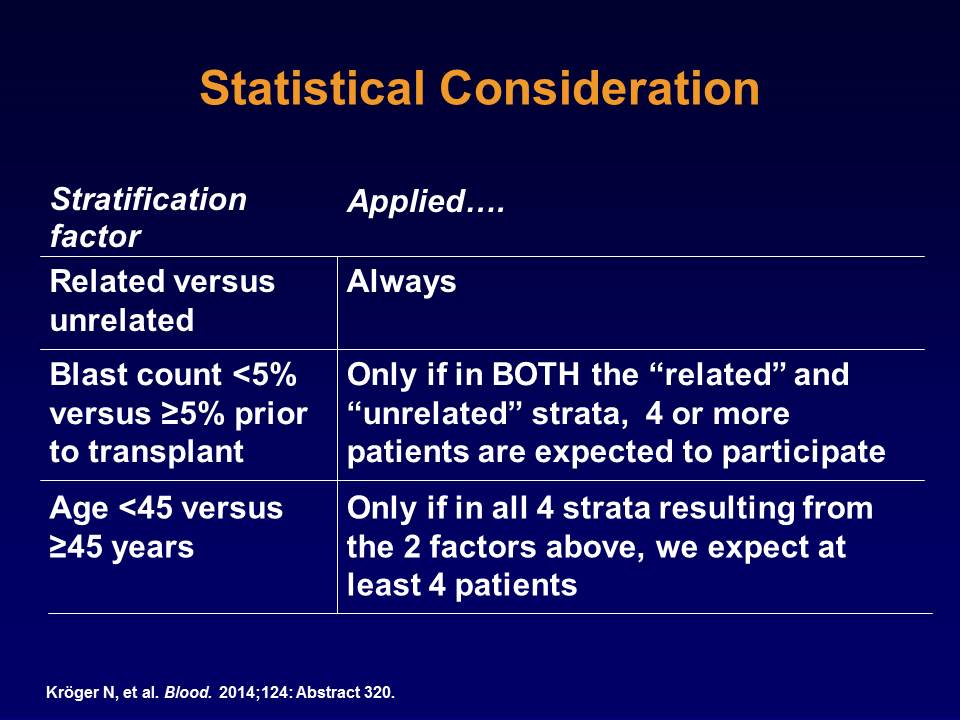 Statistical Consideration
Stratification
factor
Applied….
Related versus
unrelated
Always
Blast count <5%
versus ≥5% prior
to transplant
Only if in BOTH the “related” and
“unrelated” strata,  4 or more
patients are expected to participate
Age <45 versus
≥45 years
Only if in all 4 strata resulting from
the 2 factors above, we expect at
least 4 patients
Kröger N, et al. Blood. 2014;124: Abstract 320.